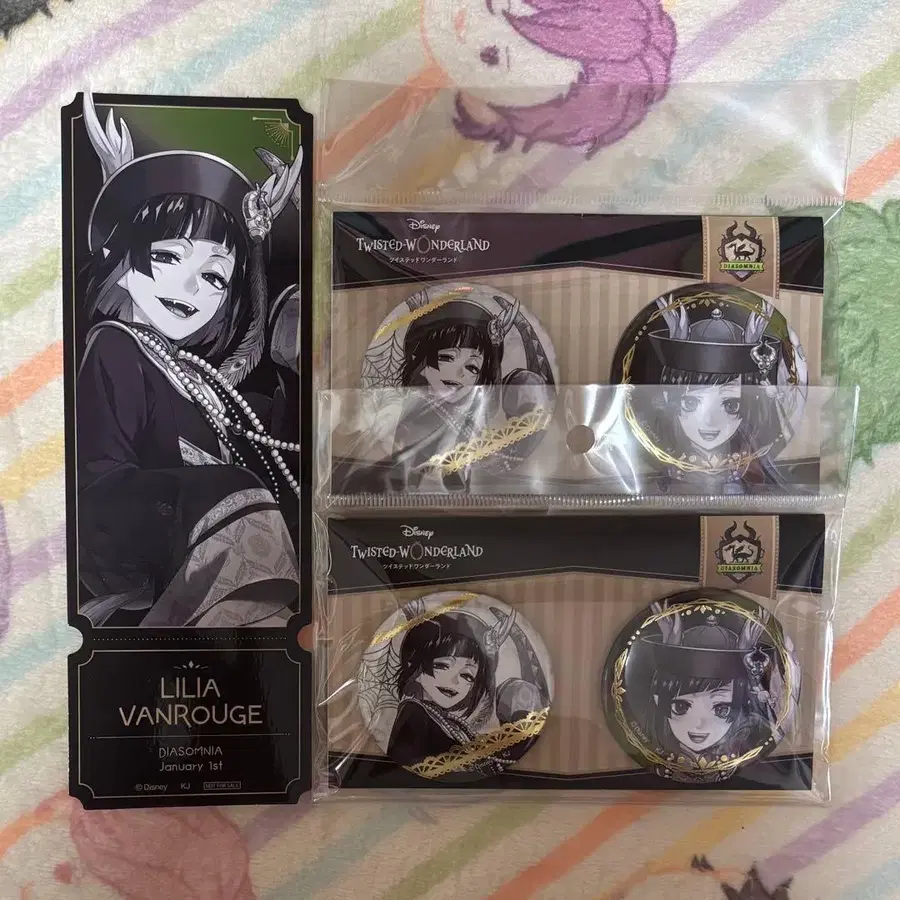 LILIA
VANROUGE
DIASOMNIA
January 1st
© Disney KJ NOT FOR SALE
Disney
TWISTED-WONDERLAND
ツイステッドワンダーランド
DIASOMNIA
Disney
TWISTED-WONDERLAND
ツイステッドワンダーランド
DIASOMNIA